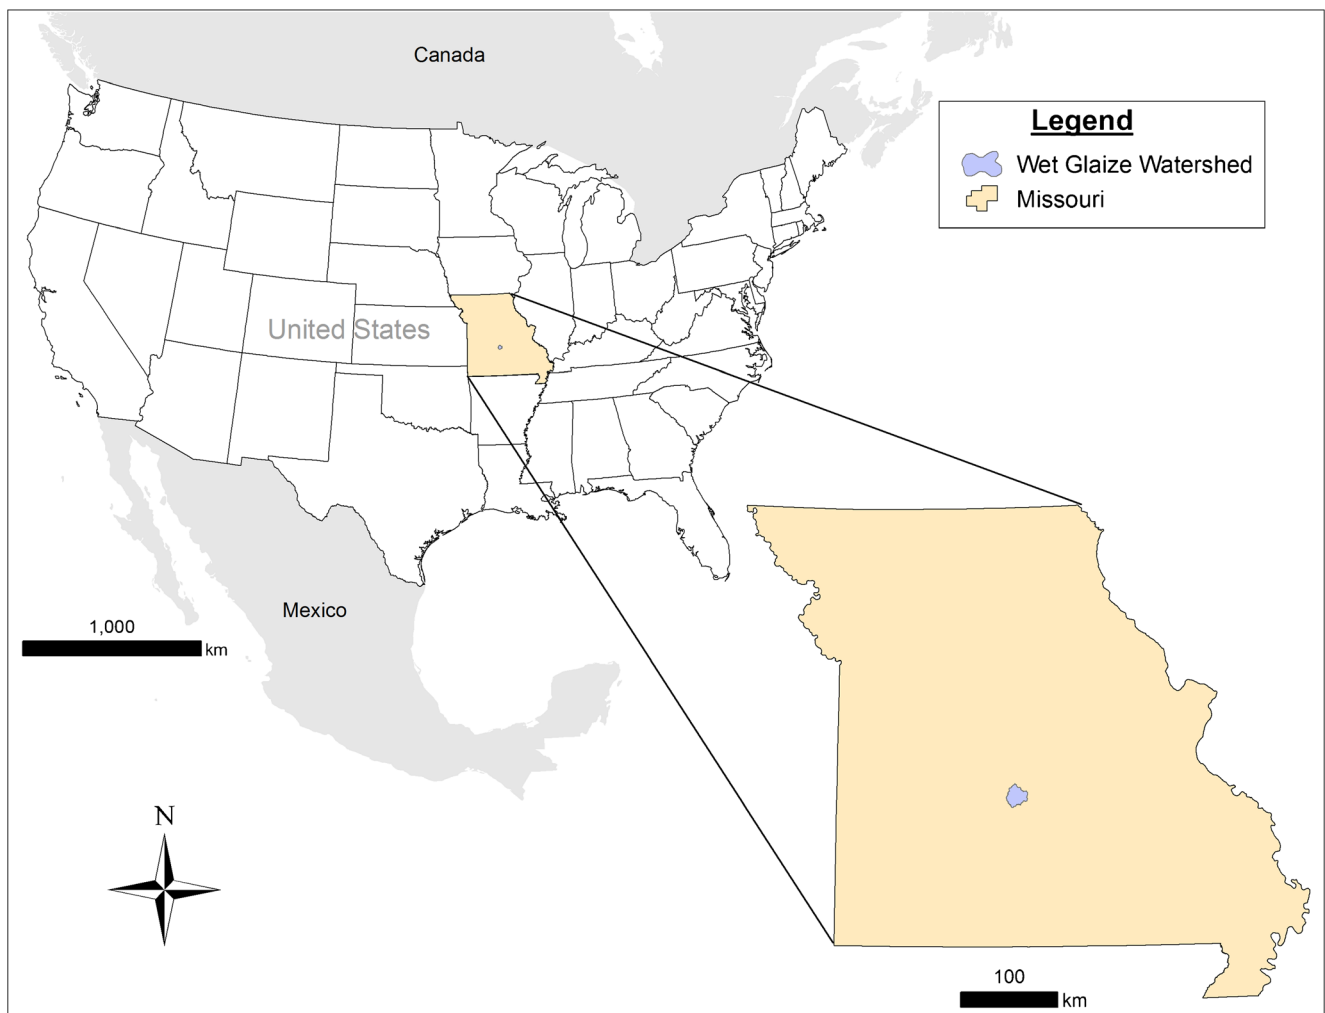 Canada
Legend
Wet Glaize Watershed
Missouri
United States
Mexico
1,000
km
N
100
km